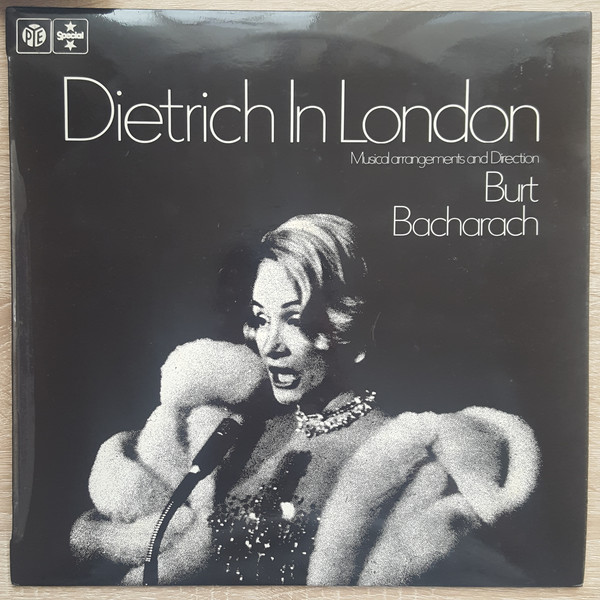 PYE
Special
Dietrich In London
Musical arrangements and Direction
Burt
Bacharach